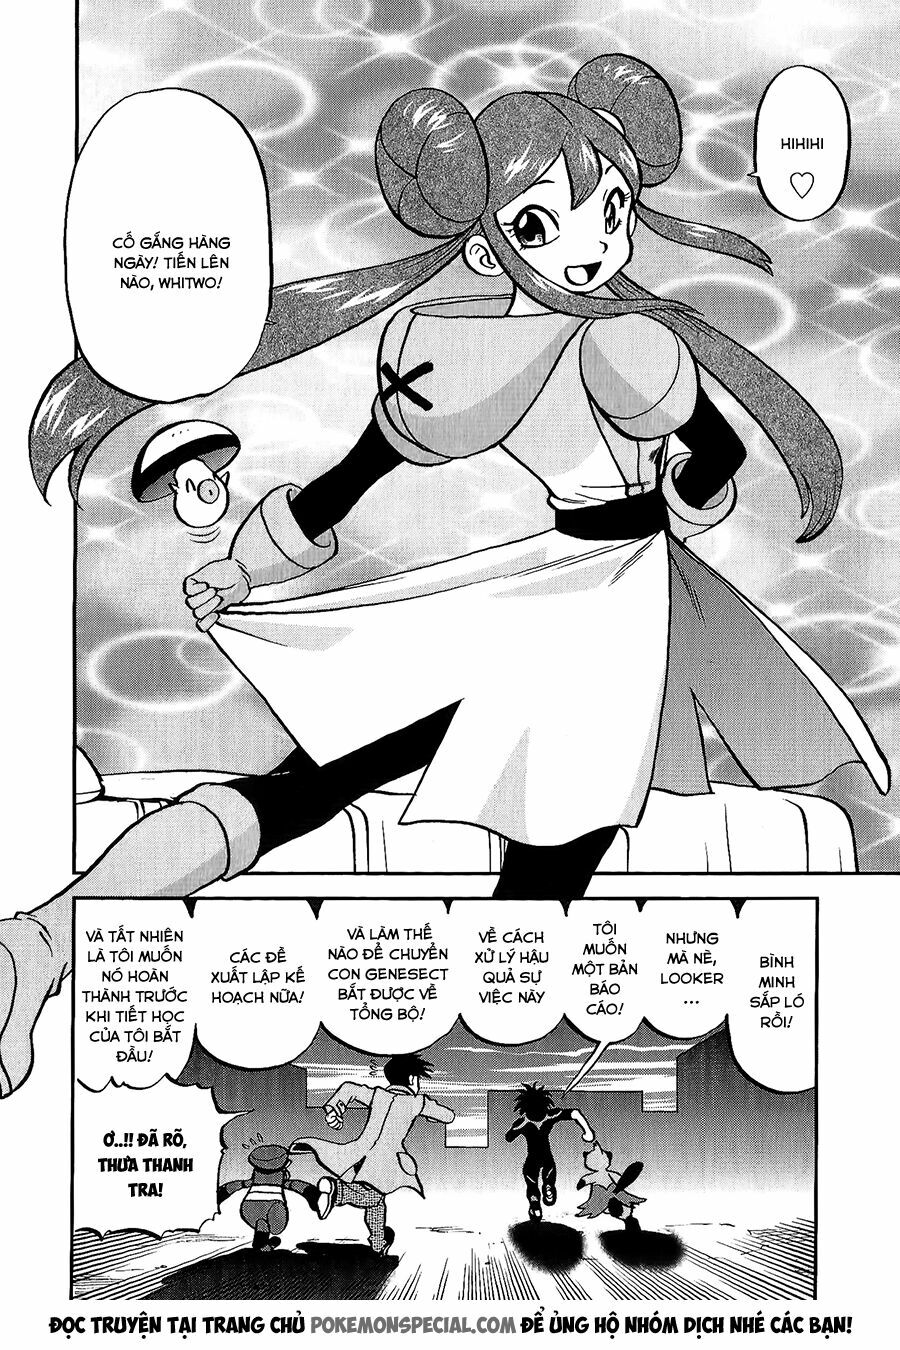 HIHIHI
♡
CỐ GẮNG HÀNG
NGÀY! TIẾN LÊN
NÀO, WHITWO!
BÌNH
MINH
SẮP LÓ
RỒI!
NHƯNG
MÀ NÈ,
LOOKER
...
TÔI
MUỐN
MỘT BẢN
BÁO
CÁO!
VỀ CÁCH
XỬ LÝ HẬU
QUẢ SỰ
VIỆC NÀY
VÀ LÀM THẾ
NÀO ĐỂ CHUYỂN
CON GENESECT
BẮT ĐƯỢC VỀ
TỔNG BỘ!
CÁC ĐỀ
XUẤT LẬP KẾ
HOẠCH NỮA!
VÀ TẤT NHIÊN
LÀ TÔI MUỐN
NÓ HOÀN
THÀNH TRƯỚC
KHI TIẾT HỌC
CỦA TÔI BẮT
ĐẦU!
Ơ..!! ĐÃ RÕ,
THƯA THANH
TRA!
ĐỌC TRUYỆN TẠI TRANG CHỦ POKEMONSPECIAL.COM ĐỂ ỦNG HỘ NHÓM DỊCH NHÉ CÁC BẠN!